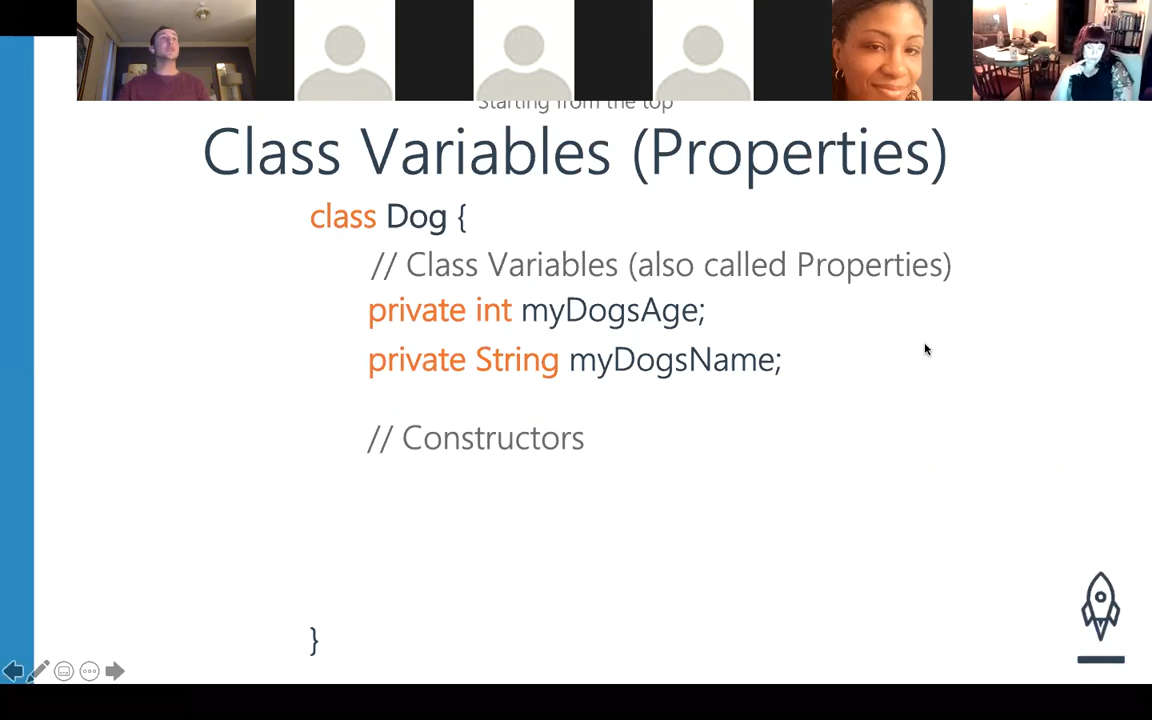 Starting from the top
Class Variables (Properties)
class Dog {
// Class Variables (also called Properties)
private int myDogsAge;
private String myDogsName;
// Constructors
}